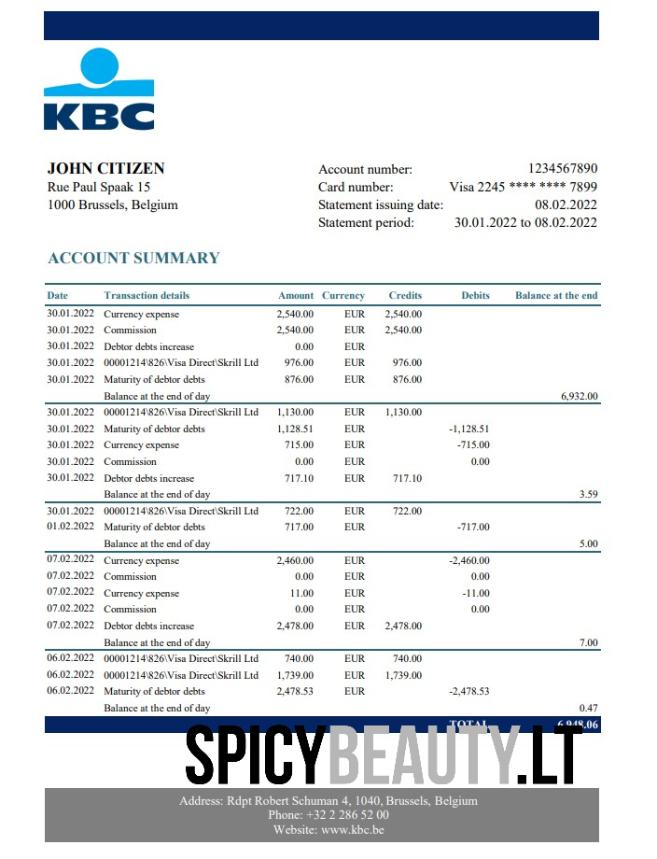 KBC
JOHN CITIZEN
Rue Paul Spaak 15
1000 Brussels, Belgium
Account number: 1234567890
Card number: Visa 2245 **** **** 7899
Statement issuing date: 08.02.2022
Statement period: 30.01.2022 to 08.02.2022
ACCOUNT SUMMARY
Date Transaction details Amount Currency Credits Debits Balance at the end
30.01.2022 Currency expense 2,540.00 EUR 2,540.00
30.01.2022 Commission 2,540.00 EUR 2,540.00
30.01.2022 Debtor debts increase 0.00 EUR
30.01.2022 00001214\826\Visa Direct\Skrill Ltd 976.00 EUR 976.00
30.01.2022 Maturity of debtor debts 876.00 EUR 876.00
Balance at the end of day 6,932.00
30.01.2022 00001214\826\Visa Direct\Skrill Ltd 1,130.00 EUR 1,130.00
30.01.2022 Maturity of debtor debts 1,128.51 EUR -1,128.51
30.01.2022 Currency expense 715.00 EUR -715.00
30.01.2022 Commission 0.00 EUR 0.00
30.01.2022 Debtor debts increase 717.10 EUR 717.10
Balance at the end of day 3.59
30.01.2022 00001214\826\Visa Direct\Skrill Ltd 722.00 EUR 722.00
01.02.2022 Maturity of debtor debts 717.00 EUR -717.00
Balance at the end of day 5.00
07.02.2022 Currency expense 2,460.00 EUR -2,460.00
07.02.2022 Commission 0.00 EUR 0.00
07.02.2022 Currency expense 11.00 EUR -11.00
07.02.2022 Commission 0.00 EUR 0.00
07.02.2022 Debtor debts increase 2,478.00 EUR 2,478.00
Balance at the end of day 7.00
06.02.2022 00001214\826\Visa Direct\Skrill Ltd 740.00 EUR 740.00
06.02.2022 00001214\826\Visa Direct\Skrill Ltd 1,739.00 EUR 1,739.00
06.02.2022 Maturity of debtor debts 2,478.53 EUR -2,478.53
Balance at the end of day 0.47
TOTAL 6,948.06
SPICYBEAUTY.LT
Address: Rdpt Robert Schuman 4, 1040, Brussels, Belgium
Phone: +32 2 286 52 00
Website: www.kbc.be